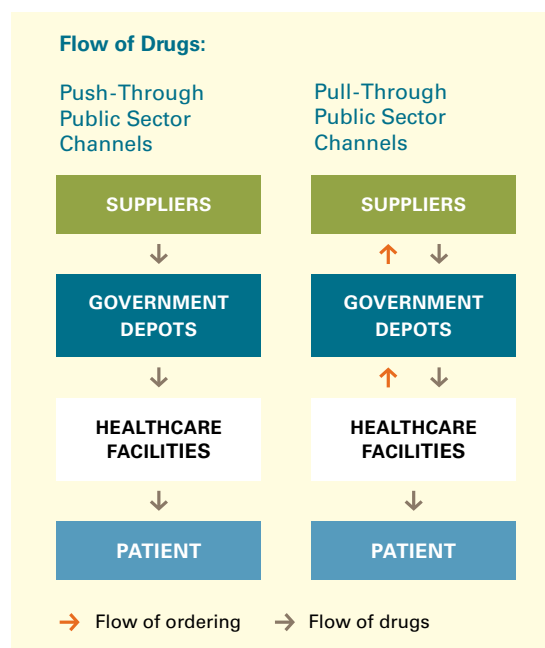 Flow of Drugs:
Push-Through
Public Sector
Channels
SUPPLIERS
GOVERNMENT
DEPOTS
HEALTHCARE
FACILITIES
PATIENT
Pull-Through
Public Sector
Channels
SUPPLIERS
GOVERNMENT
DEPOTS
HEALTHCARE
FACILITIES
PATIENT
Flow of ordering
Flow of drugs